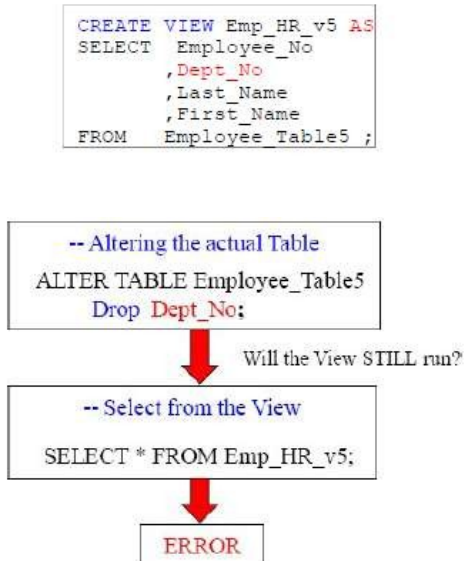 CREATE VIEW Emp_HR_v5 AS
SELECT Employee_No
,Dept_No
,Last_Name
,First_Name
FROM Employee_Table5 ;
-- Altering the actual Table
ALTER TABLE Employee_Table5
Drop Dept_No;
Will the View STILL run?
-- Select from the View
SELECT * FROM Emp_HR_v5;
ERROR